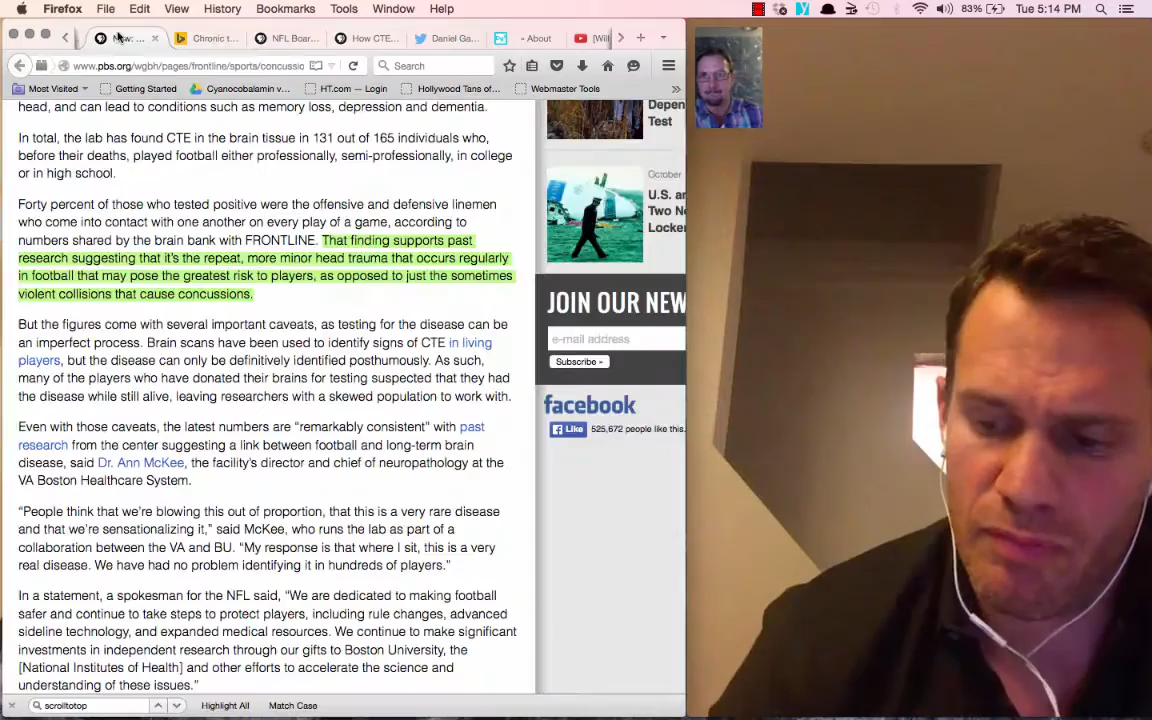 Firefox File Edit View History Bookmarks Tools Window Help 83% Tue 5:14 PM
Chronic t... NFL Boar... How CTE... Daniel Ga... - About
www.pbs.org/wgbh/pages/frontline/sports/concussio Search
Most Visited Getting Started Cyanocobalamin v... HT.com — Login Hollywood Tans of... Webmaster Tools
head, and can lead to conditions such as memory loss, depression and dementia.
In total, the lab has found CTE in the brain tissue in 131 out of 165 individuals who,
before their deaths, played football either professionally, semi-professionally, in college
or in high school.
Forty percent of those who tested positive were the offensive and defensive linemen
who come into contact with one another on every play of a game, according to
numbers shared by the brain bank with FRONTLINE. That finding supports past
research suggesting that it's the repeat, more minor head trauma that occurs regularly
in football that may pose the greatest risk to players, as opposed to just the sometimes
violent collisions that cause concussions.
But the figures come with several important caveats, as testing for the disease can be
an imperfect process. Brain scans have been used to identify signs of CTE in living
players, but the disease can only be definitively identified posthumously. As such,
many of the players who have donated their brains for testing suspected that they had
the disease while still alive, leaving researchers with a skewed population to work with.
Even with those caveats, the latest numbers are “remarkably consistent” with past
research from the center suggesting a link between football and long-term brain
disease, said Dr. Ann McKee, the facility's director and chief of neuropathology at the
VA Boston Healthcare System.
“People think that we're blowing this out of proportion, that this is a very rare disease
and that we're sensationalizing it,” said McKee, who runs the lab as part of a
collaboration between the VA and BU. “My response is that where I sit, this is a very
real disease. We have had no problem identifying it in hundreds of players.”
In a statement, a spokesman for the NFL said, “We are dedicated to making football
safer and continue to take steps to protect players, including rule changes, advanced
sideline technology, and expanded medical resources. We continue to make significant
investments in independent research through our gifts to Boston University, the
[National Institutes of Health] and other efforts to accelerate the science and
understanding of these issues.”
Depen
Test
October
U.S. a
Two Ne
Locker
JOIN OUR NEW
e-mail address
Subscribe »
facebook
Like 525,672 people like this.
scrolltotop Highlight All Match Case